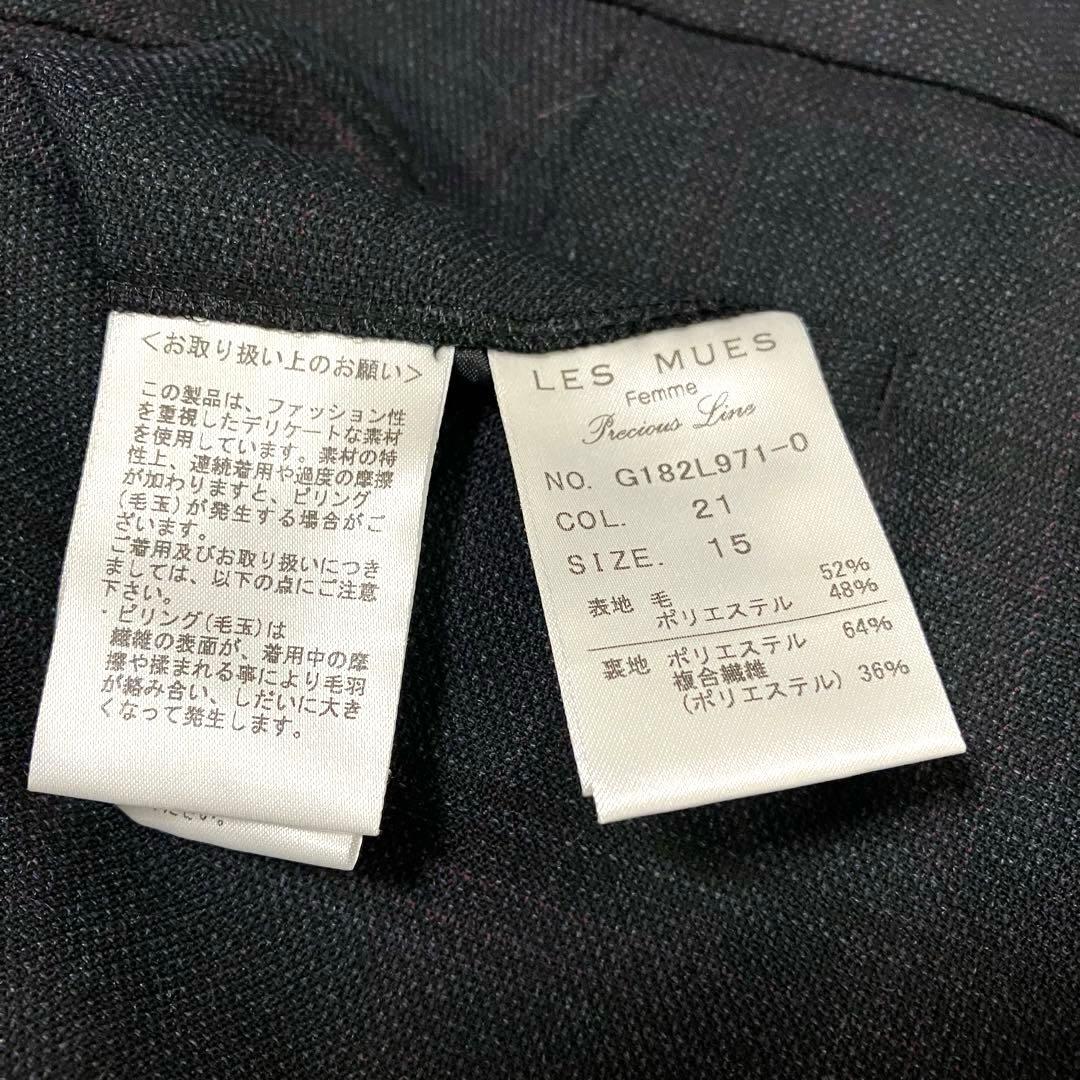 <お取り扱い上のお願い>
この製品は、ファッション性
を重視したデリケートな素材
を使用しています。素材の特
性上、連続着用や過度の摩擦
が加わりますと、ピリング
(毛玉)が発生する場合がご
ざいます。
ご着用及びお取り扱いにつき
ましては、以下の点にご注意
下さい。
・ピリング(毛玉)は
繊維の表面が、着用中の摩
擦や揉まれる事により毛羽
が絡み合い、しだいに大き
くなって発生します。
LES MUES
Femme
Precious Line
NO. G182L971-0
COL. 21
SIZE. 15
表地 毛 52%
ポリエステル 48%
裏地 ポリエステル 64%
複合繊維
(ポリエステル) 36%